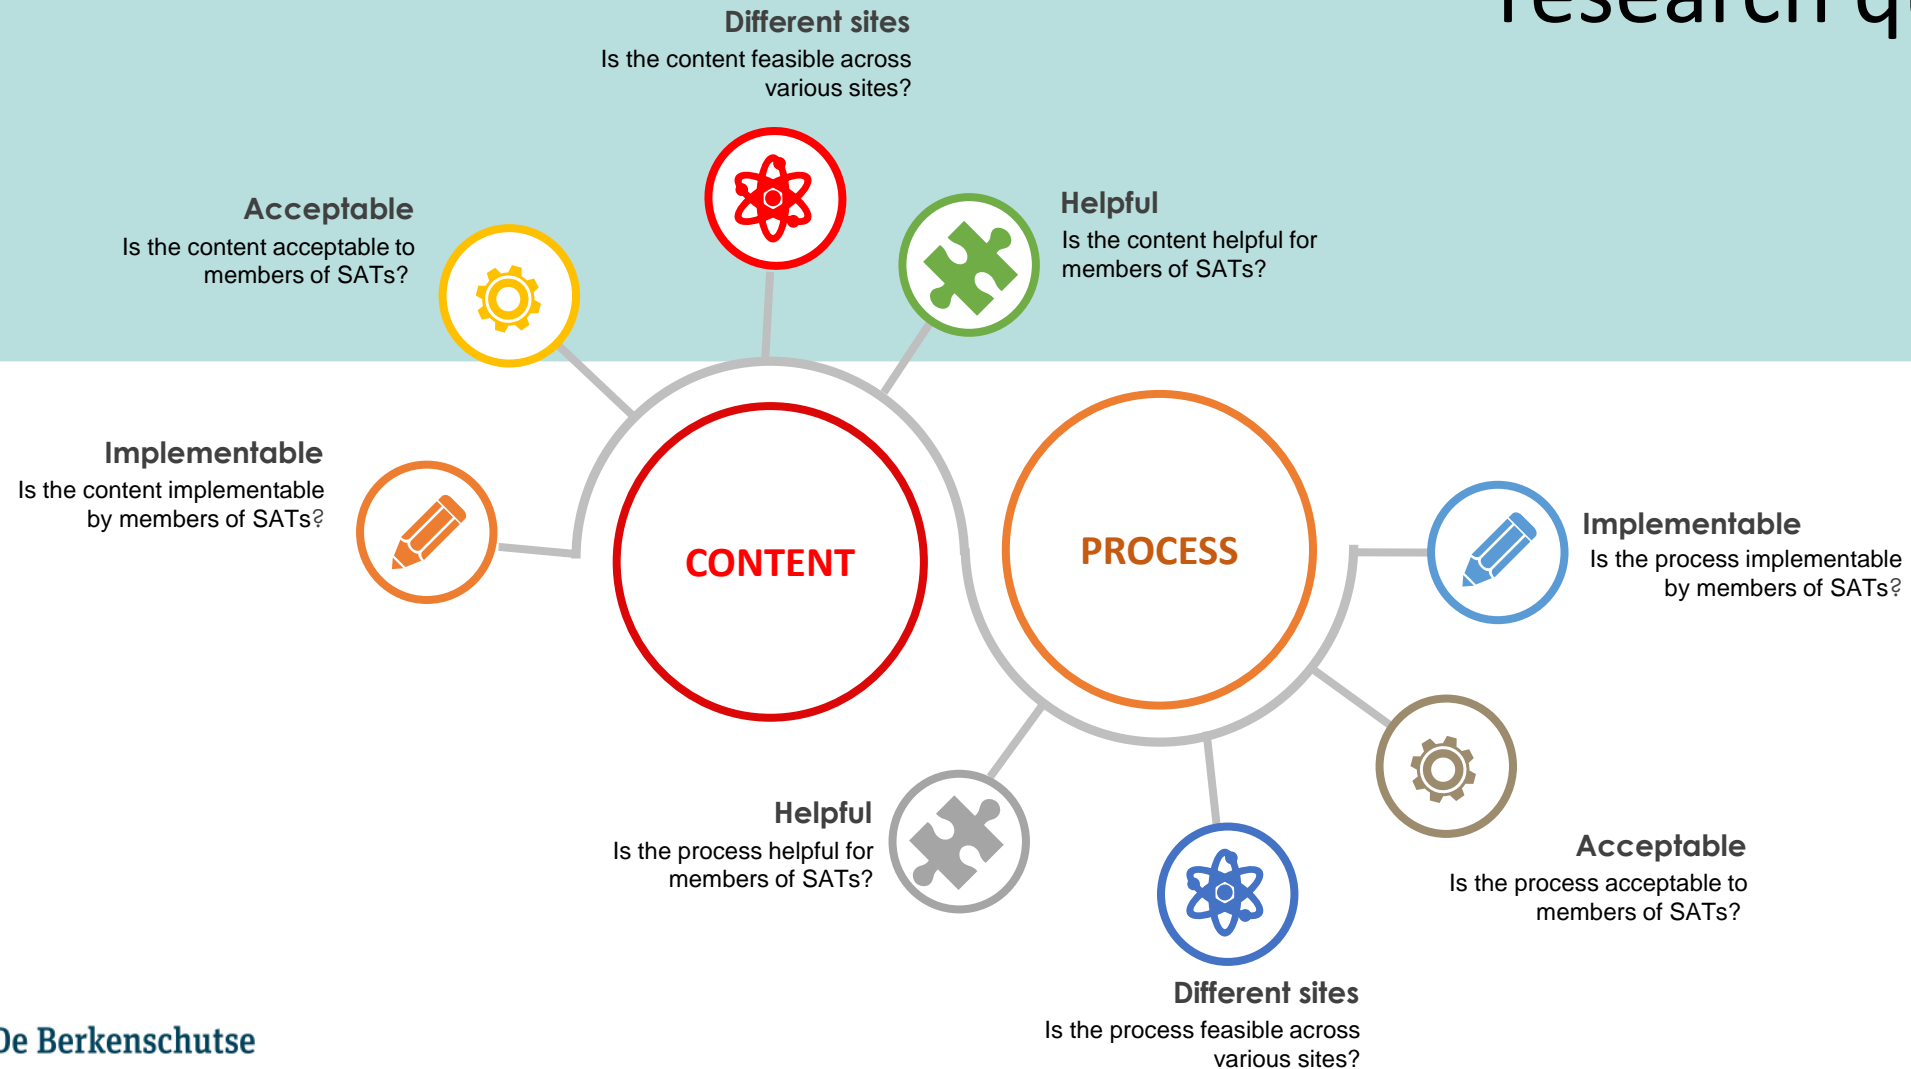 research
Different sites
Is the content feasible across
various sites?
Acceptable
Is the content acceptable to
members of SATs?
Helpful
Is the content helpful for
members of SATs?
Implementable
Is the content implementable
by members of SATs?
CONTENT
PROCESS
Implementable
Is the process implementable
by members of SATs?
Helpful
Is the process helpful for
members of SATs?
Acceptable
Is the process acceptable to
members of SATs?
Different sites
Is the process feasible across
various sites?
De Berkenschutse